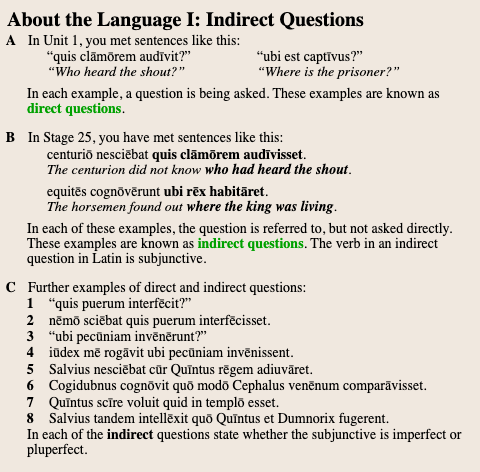 About the Language I: Indirect Questions
A In Unit 1, you met sentences like this:
“quis clāmōrem audīvit?” “ubi est captīvus?”
“Who heard the shout?” “Where is the prisoner?”
In each example, a question is being asked. These examples are known as
direct questions.
B In Stage 25, you have met sentences like this:
centuriō nesciēbat quis clāmōrem audīvisset.
The centurion did not know who had heard the shout.
equitēs cognōvērunt ubi rēx habitāret.
The horsemen found out where the king was living.
In each of these examples, the question is referred to, but not asked directly.
These examples are known as indirect questions. The verb in an indirect
question in Latin is subjunctive.
C Further examples of direct and indirect questions:
1 “quis puerum interfēcit?”
2 nēmō sciēbat quis puerum interfēcisset.
3 “ubi pecūniam invēnērunt?”
4 iūdex mē rogāvit ubi pecūniam invēnissent.
5 Salvius nesciēbat cūr Quīntus rēgem adiuvāret.
6 Cogidubnus cognōvit quō modō Cephalus venēnum comparāvisset.
7 Quīntus scīre voluit quid in templō esset.
8 Salvius tandem intellēxit quō Quīntus et Dumnorix fugerent.
In each of the indirect questions state whether the subjunctive is imperfect or
pluperfect.